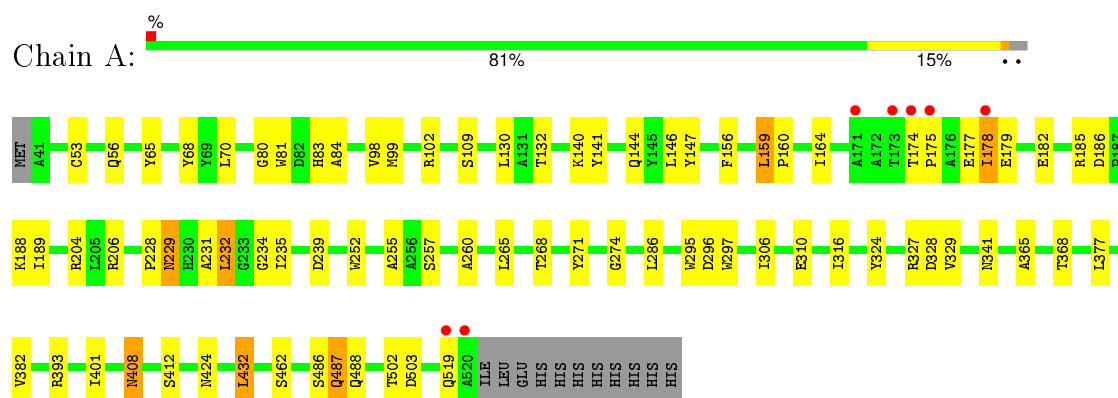 %
Chain A:
81% 15% • •
MET A41 C53 Q56 Y65 Y68 Y69 L70 G80 W81 D82 H83 A84 V98 M99 R102 S109 L130 A131 T132 K140 Y141 Q144 Y145 L146 Y147 F156 L159 P160 I164 A171 A172 T173 T174 P175 A176 E177 I178 E179 E182 R185 D186 R187
K188 I189 R204 L205 R206 P228 N229 H230 A231 L232 G233 G234 I235 D239 W252 A255 A256 S257 A260 L265 T268 Y271 G274 L286 W295 D296 W297 I306 E310 I316 Y324 R327 D328 V329 N341 A365 T368 L377
V382 R393 I401 N408 S412 N424 L432 S462 S486 Q487 Q488 T502 D503 Q519 A520 ILE LEU GLU HIS HIS HIS HIS HIS HIS HIS HIS